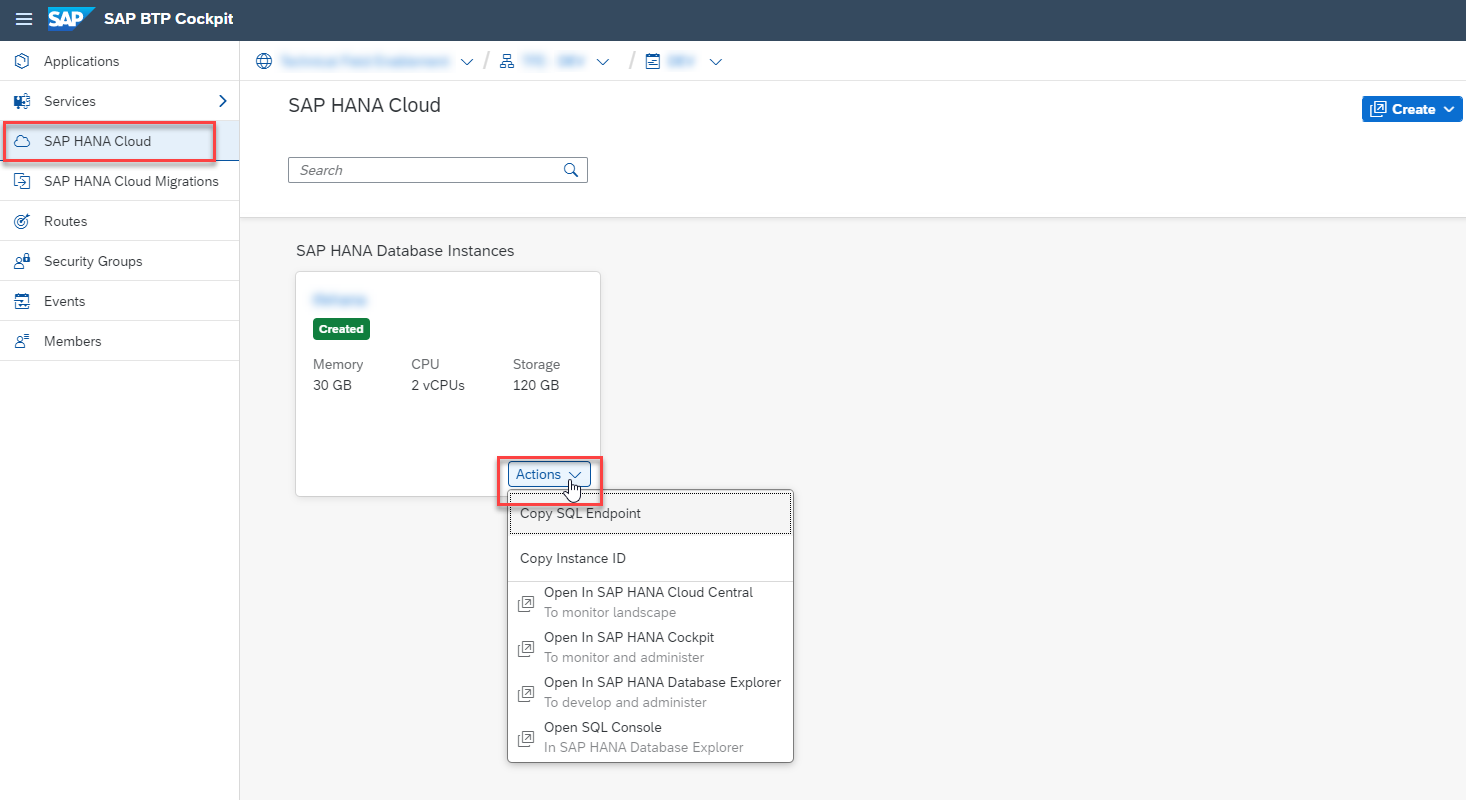 SAP SAP BTP Cockpit
Applications
Services
SAP HANA Cloud
SAP HANA Cloud Migrations
Routes
Security Groups
Events
Members
/ /
SAP HANA Cloud
Create
Search
SAP HANA Database Instances
Created
Memory CPU Storage
30 GB 2 vCPUs 120 GB
Actions
Copy SQL Endpoint
Copy Instance ID
Open In SAP HANA Cloud Central
To monitor landscape
Open In SAP HANA Cockpit
To monitor and administer
Open In SAP HANA Database Explorer
To develop and administer
Open SQL Console
In SAP HANA Database Explorer